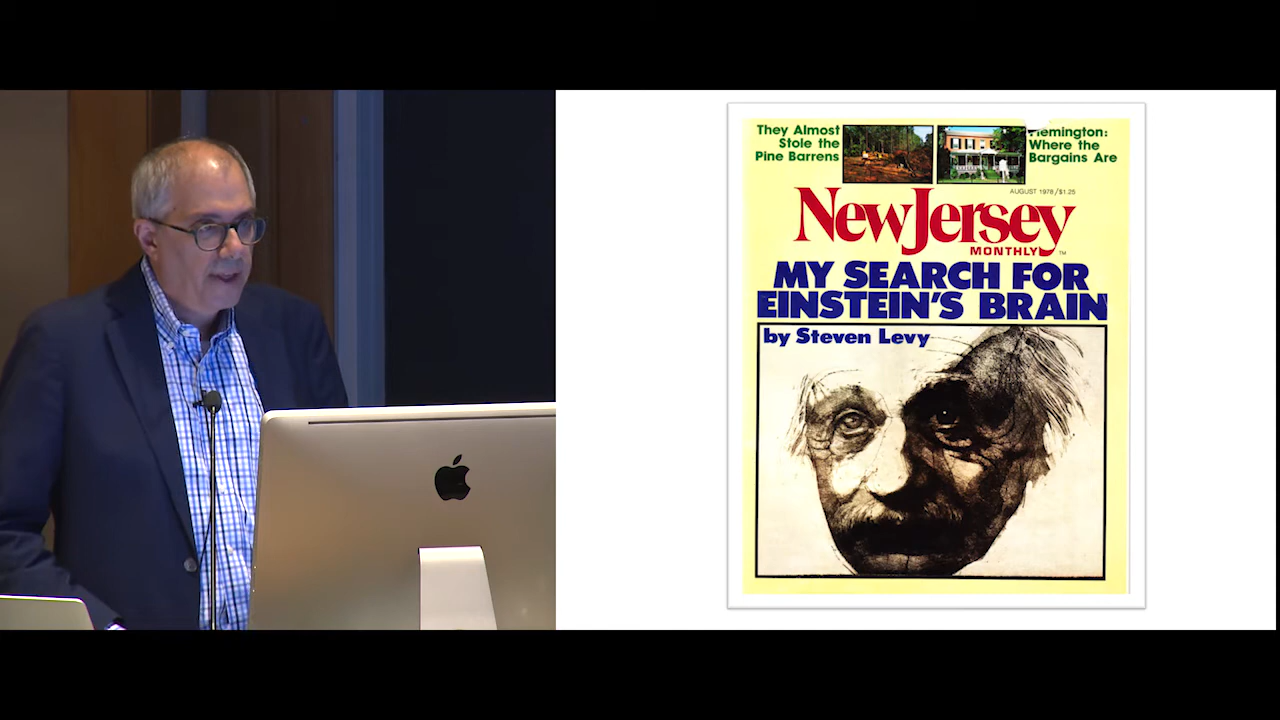 They Almost
Stole the
Pine Barrens
Flemington:
Where the
Bargains Are
AUGUST 1978/$1.25
New Jersey
MONTHLY™
MY SEARCH FOR
EINSTEIN'S BRAIN
by Steven Levy